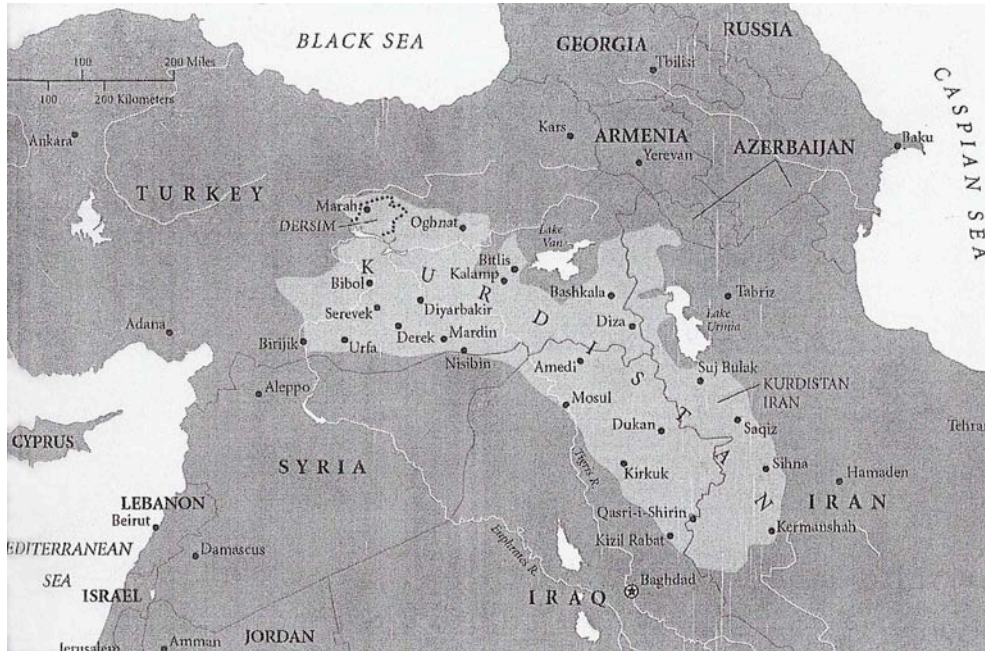 BLACK SEA
GEORGIA
RUSSIA
Tbilisi
100
200 Miles
100
200 Kilometers
CASPIAN SEA
Ankara
Kars
ARMENIA
Yerevan
AZERBAIJAN
Baku
TURKEY
Marah
DERSIM
Oghnat
Lake
Van
Bitlis
Kalamp
Bibol
KURDISTAN
Bashkala
Tabriz
Serevek
Diyarbakir
Lake
Urmia
Adana
Derek
Mardin
Diza
Birijik
Urfa
Nisibin
Amedi
Suj Bulak
Aleppo
KURDISTAN
IRAN
Mosul
Dukan
Saqiz
CYPRUS
SYRIA
Tigris R.
Kirkuk
Sihna
Hamaden
LEBANON
Beirut
IRAN
Qasri-i-Shirin
Kermanshah
Kizil Rabat
EDITERRANEAN
SEA
Damascus
Euphrates R.
ISRAEL
IRAQ
Baghdad
Jerusalem
Amman
JORDAN
Tehra